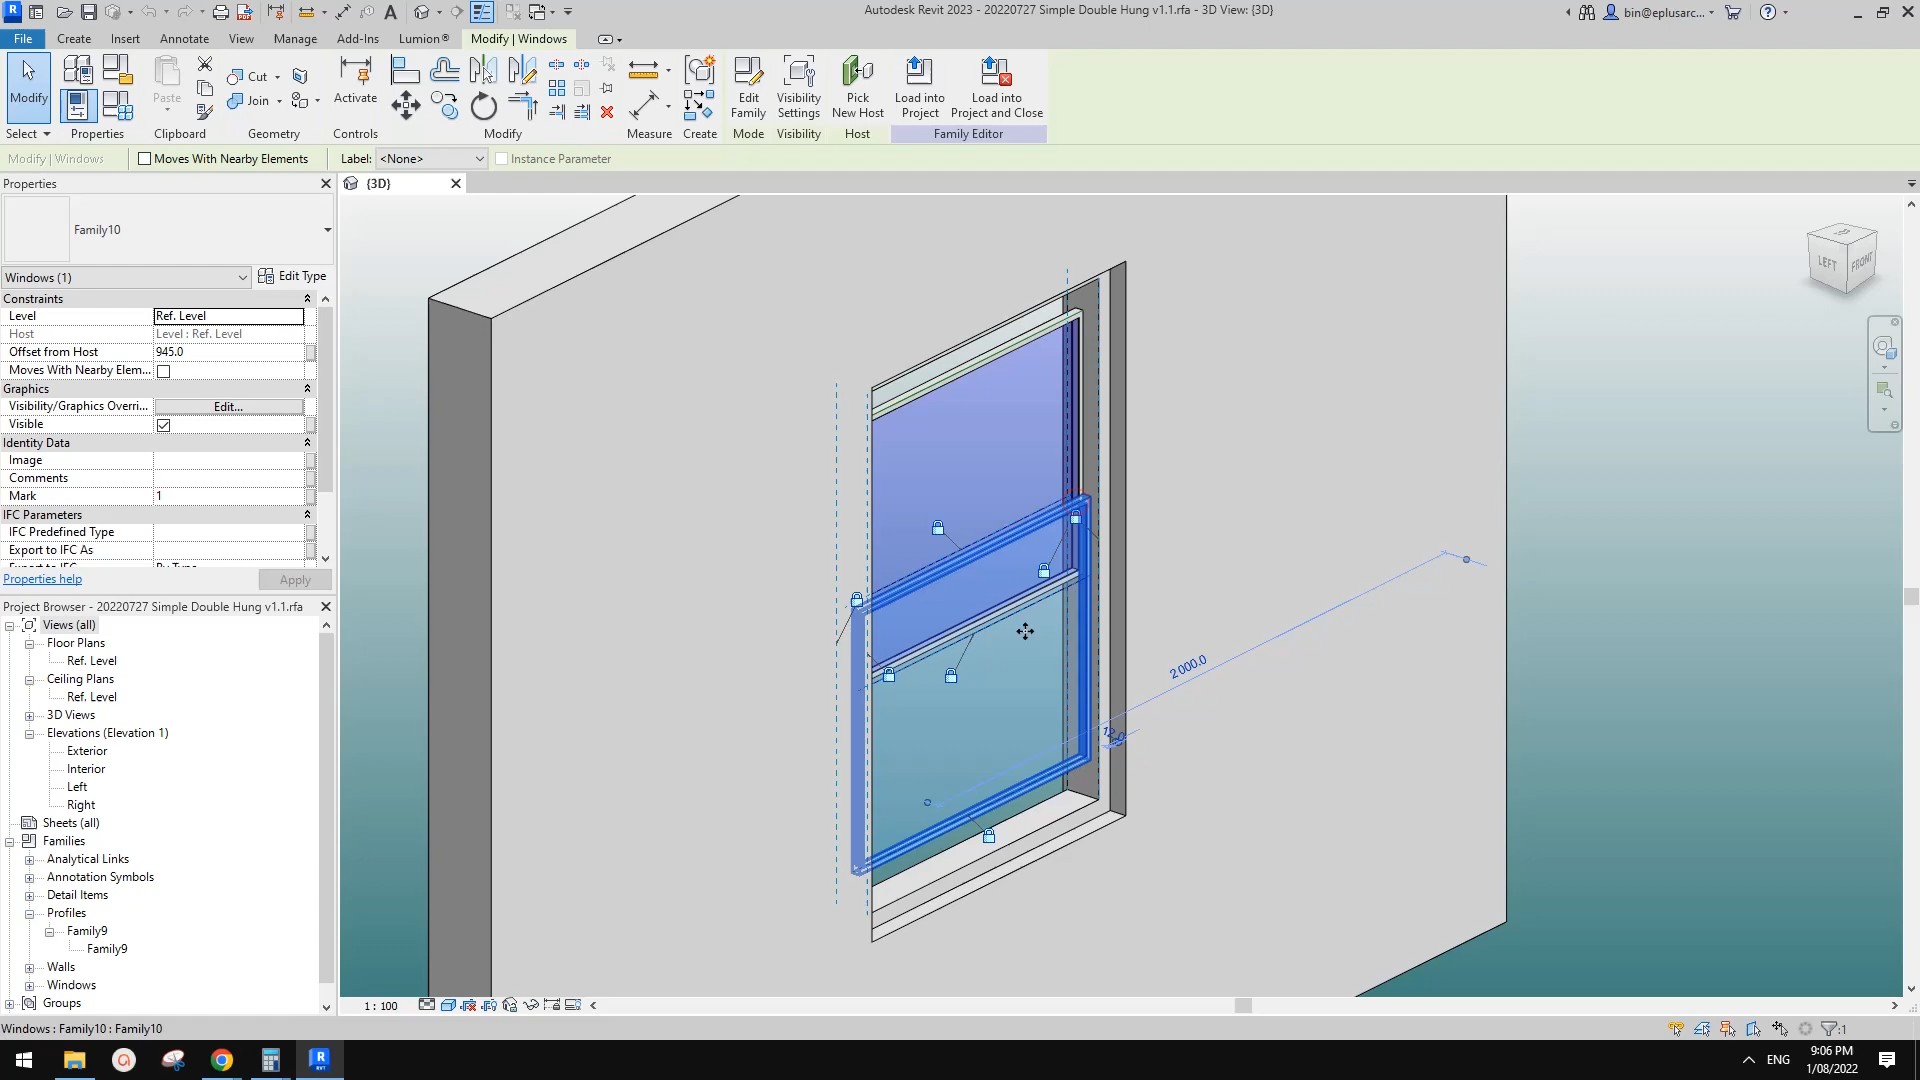 Autodesk Revit 2023 - 20220727 Simple Double Hung v1.1.rfa - 3D View: {3D}
bin@eplusarc...
File Create Insert Annotate View Manage Add-Ins Lumion® Modify | Windows
Modify
Paste
Cut
Join
Activate
Edit Family
Visibility Settings
Pick New Host
Load into Project
Load into Project and Close
Select Properties Clipboard Geometry Controls Modify Measure Create Mode Visibility Host Family Editor
Modify | Windows Moves With Nearby Elements Label: <None> Instance Parameter
Properties
{3D}
Family10
Windows (1) Edit Type
Constraints
Level Ref. Level
Host Level : Ref. Level
Offset from Host 945.0
Moves With Nearby Elem...
Graphics
Visibility/Graphics Overri... Edit...
Visible
Identity Data
Image
Comments
Mark 1
IFC Parameters
IFC Predefined Type
Export to IFC As
Export to IFC By Type
Properties help Apply
Project Browser - 20220727 Simple Double Hung v1.1.rfa
Views (all)
Floor Plans
Ref. Level
Ceiling Plans
Ref. Level
3D Views
Elevations (Elevation 1)
Exterior
Interior
Left
Right
Sheets (all)
Families
Analytical Links
Annotation Symbols
Detail Items
Profiles
Family9
Family9
Walls
Windows
Groups
LEFT FRONT
2000.0
12.0
1 : 100
Windows : Family10 : Family10
:1
ENG
9:06 PM
1/08/2022